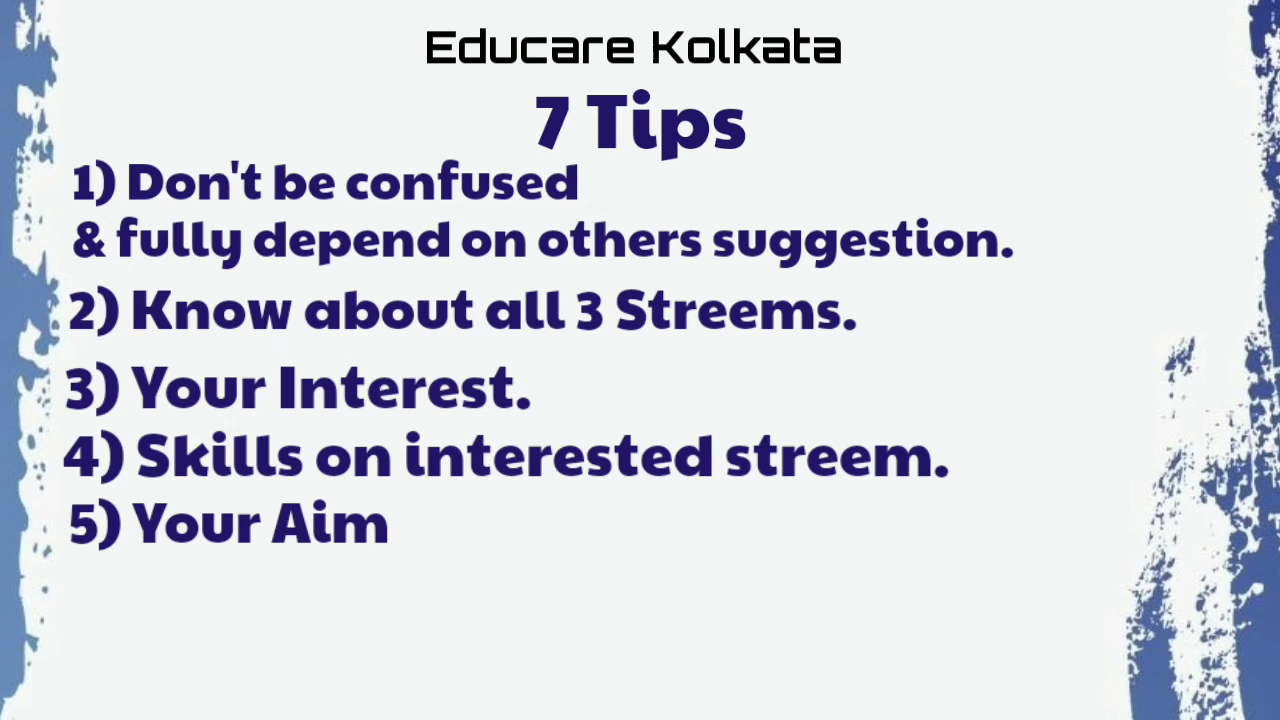 Educare Kolkata
7 Tips
1) Don't be confused
& fully depend on others suggestion.
2) Know about all 3 Streems.
3) Your Interest.
4) Skills on interested streem.
5) Your Aim